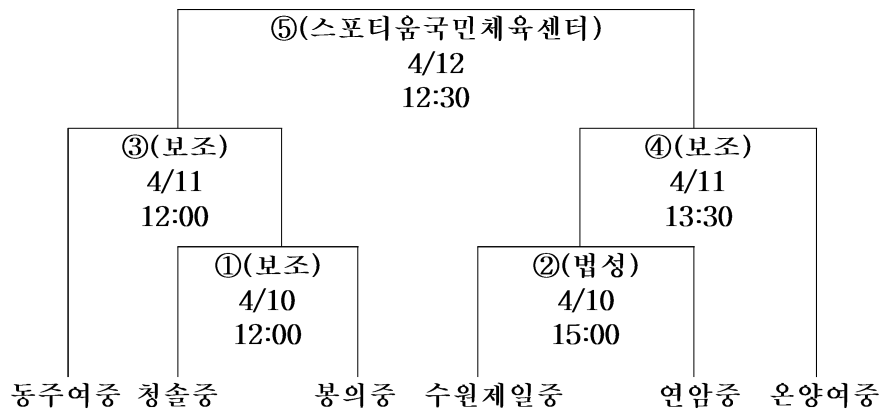 ⑤(스포티움국민체육센터)
4/12
12:30
③(보조)
4/11
12:00
④(보조)
4/11
13:30
①(보조)
4/10
12:00
②(법성)
4/10
15:00
동주여중 청솔중 봉의중 수원제일중 연암중 온양여중